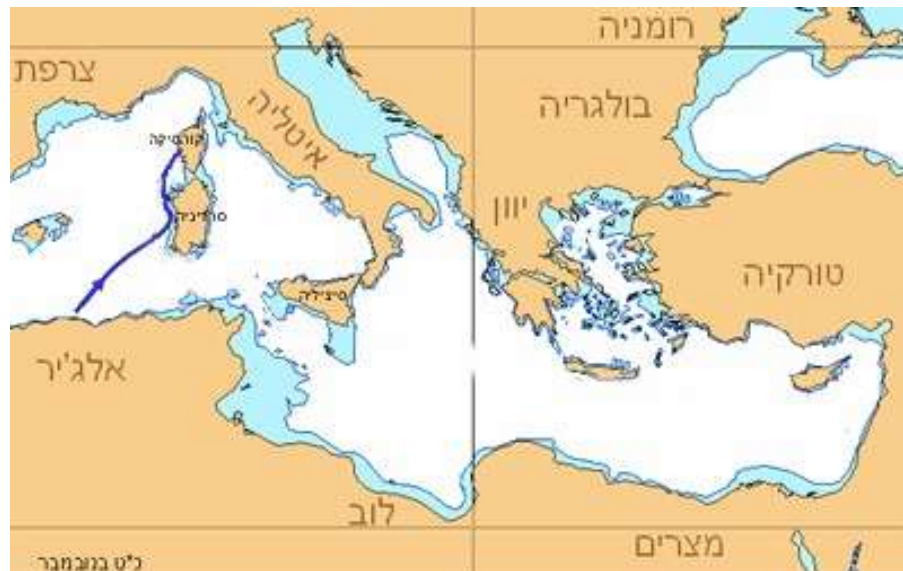 רומניה
צרפת
בולגריה
איטליה
קורסיקה
יוון
סרדיניה
טורקיה
סיציליה
אלג'יר
לוב
מצרים
כ"ט בנובמבר